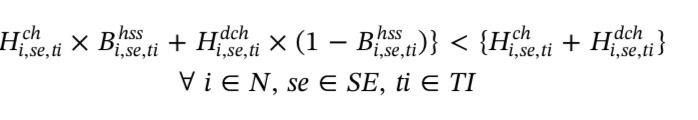 H^{ch}_{i,se,ti} × B^{hss}_{i,se,ti} + H^{dch}_{i,se,ti} × (1 − B^{hss}_{i,se,ti})} < {H^{ch}_{i,se,ti} + H^{dch}_{i,se,ti}}
∀ i ∈ N, se ∈ SE, ti ∈ TI